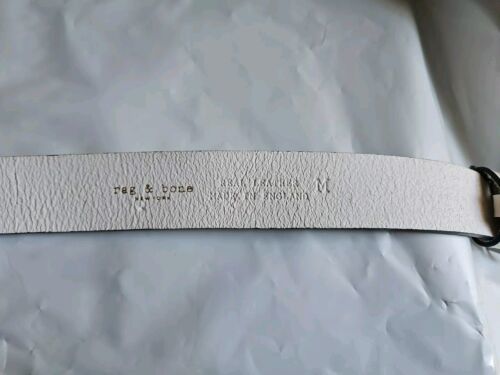 rag & bone
NEW YORK
REAL LEATHER
MADE IN ENGLAND
M